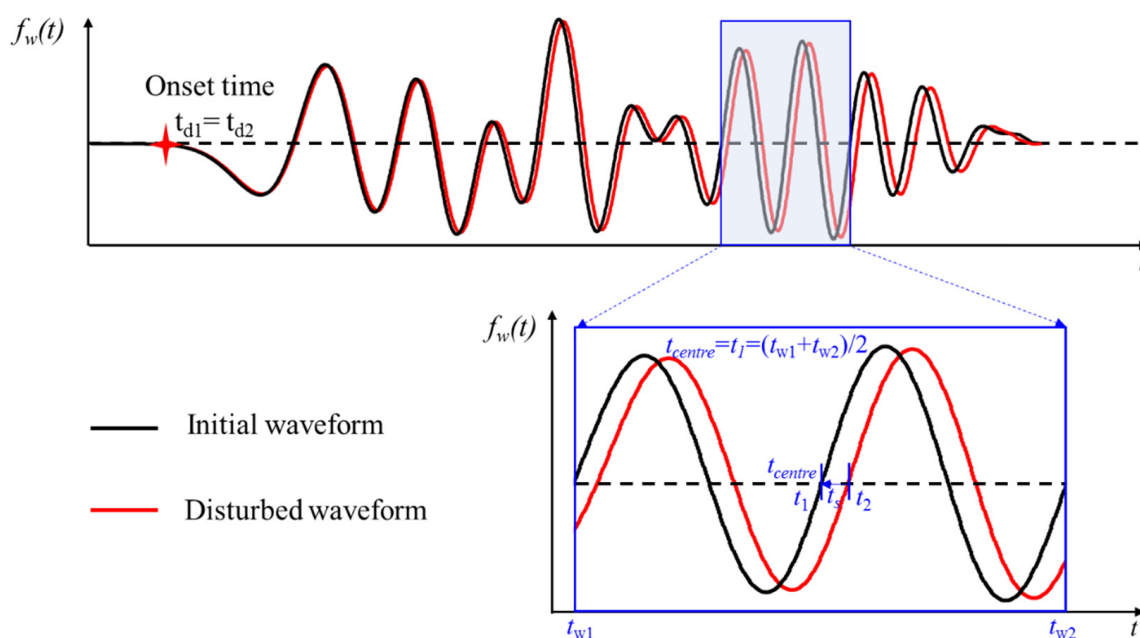 f_w(t)
Onset time
t_d1= t_d2
f_w(t)
t_centre=t_1=(t_w1+t_w2)/2
Initial waveform
t_centre
t_1 t_s t_2
Disturbed waveform
t_w1 t_w2 t